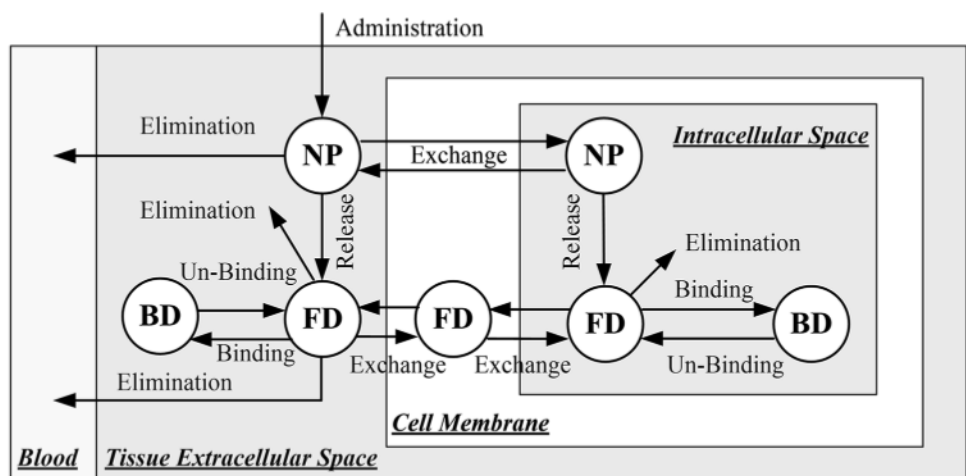 Administration
Elimination
NP
Exchange
NP
Intracellular Space
Elimination
Release
Release
Elimination
Un-Binding
Binding
BD
FD
FD
FD
BD
Binding
Exchange
Exchange
Un-Binding
Elimination
Cell Membrane
Blood
Tissue Extracellular Space